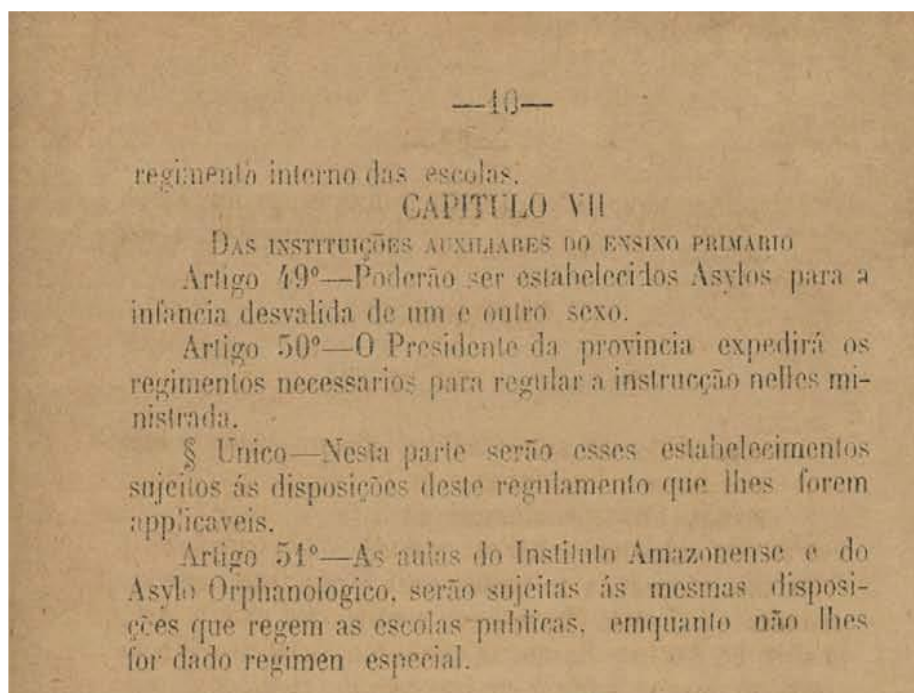 —10—
regimento interno das escolas.
CAPITULO VII
DAS INSTITUIÇÕES AUXILIARES DO ENSINO PRIMARIO
Artigo 49º—Poderão ser estabelecidos Asylos para a
infancia desvalida de um e outro sexo.
Artigo 50º—O Presidente da provincia expedirá os
regimentos necessarios para regular a instrucção nelles mi-
nistrada.
§ Unico—Nesta parte serão esses estabelecimentos
sujeitos ás disposições deste regulamento que lhes forem
applicaveis.
Artigo 51º—As aulas do Instituto Amazonense e do
Asylo Orphanologico, serão sujeitas ás mesmas disposi-
ções que regem as escolas publicas, emquanto não lhes
for dado regimen especial.